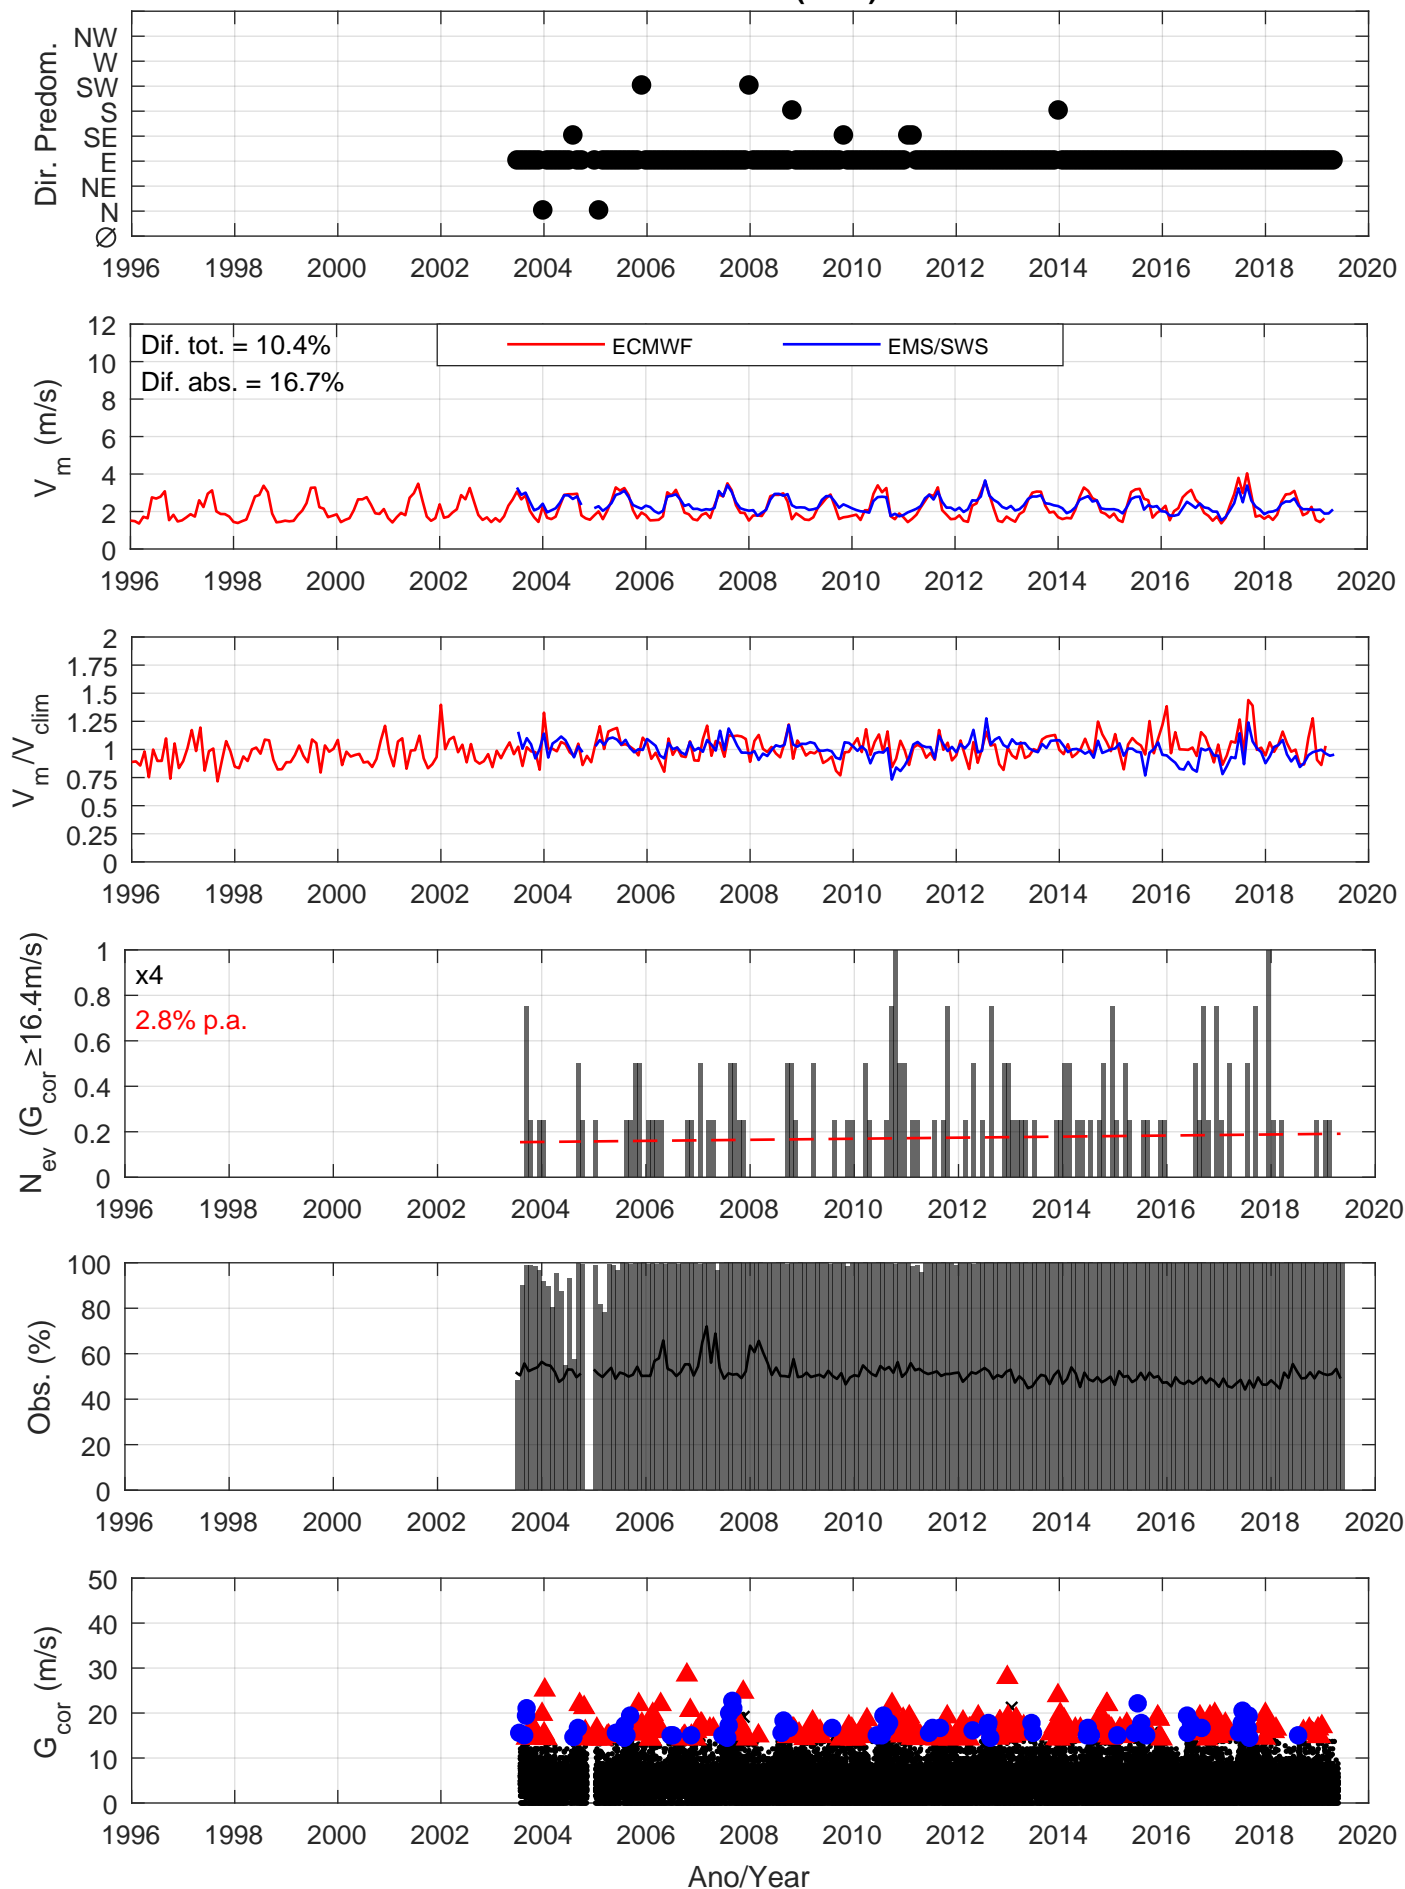 NW
W
SW
S
SE
E
NE
N
Ø
Dir. Predom.
1996 1998 2000 2002 2004 2006 2008 2010 2012 2014 2016 2018 2020
12
10
8
6
4
2
0
V_m (m/s)
Dif. tot. = 10.4%
Dif. abs. = 16.7%
ECMWF EMS/SWS
1996 1998 2000 2002 2004 2006 2008 2010 2012 2014 2016 2018 2020
2
1.75
1.5
1.25
1
0.75
0.5
0.25
0
V_m/V_clim
1996 1998 2000 2002 2004 2006 2008 2010 2012 2014 2016 2018 2020
1
0.8
0.6
0.4
0.2
0
N_ev (G_cor ≥16.4m/s)
x4
2.8% p.a.
1996 1998 2000 2002 2004 2006 2008 2010 2012 2014 2016 2018 2020
100
80
60
40
20
0
Obs. (%)
1996 1998 2000 2002 2004 2006 2008 2010 2012 2014 2016 2018 2020
50
40
30
20
10
0
G_cor (m/s)
1996 1998 2000 2002 2004 2006 2008 2010 2012 2014 2016 2018 2020
Ano/Year